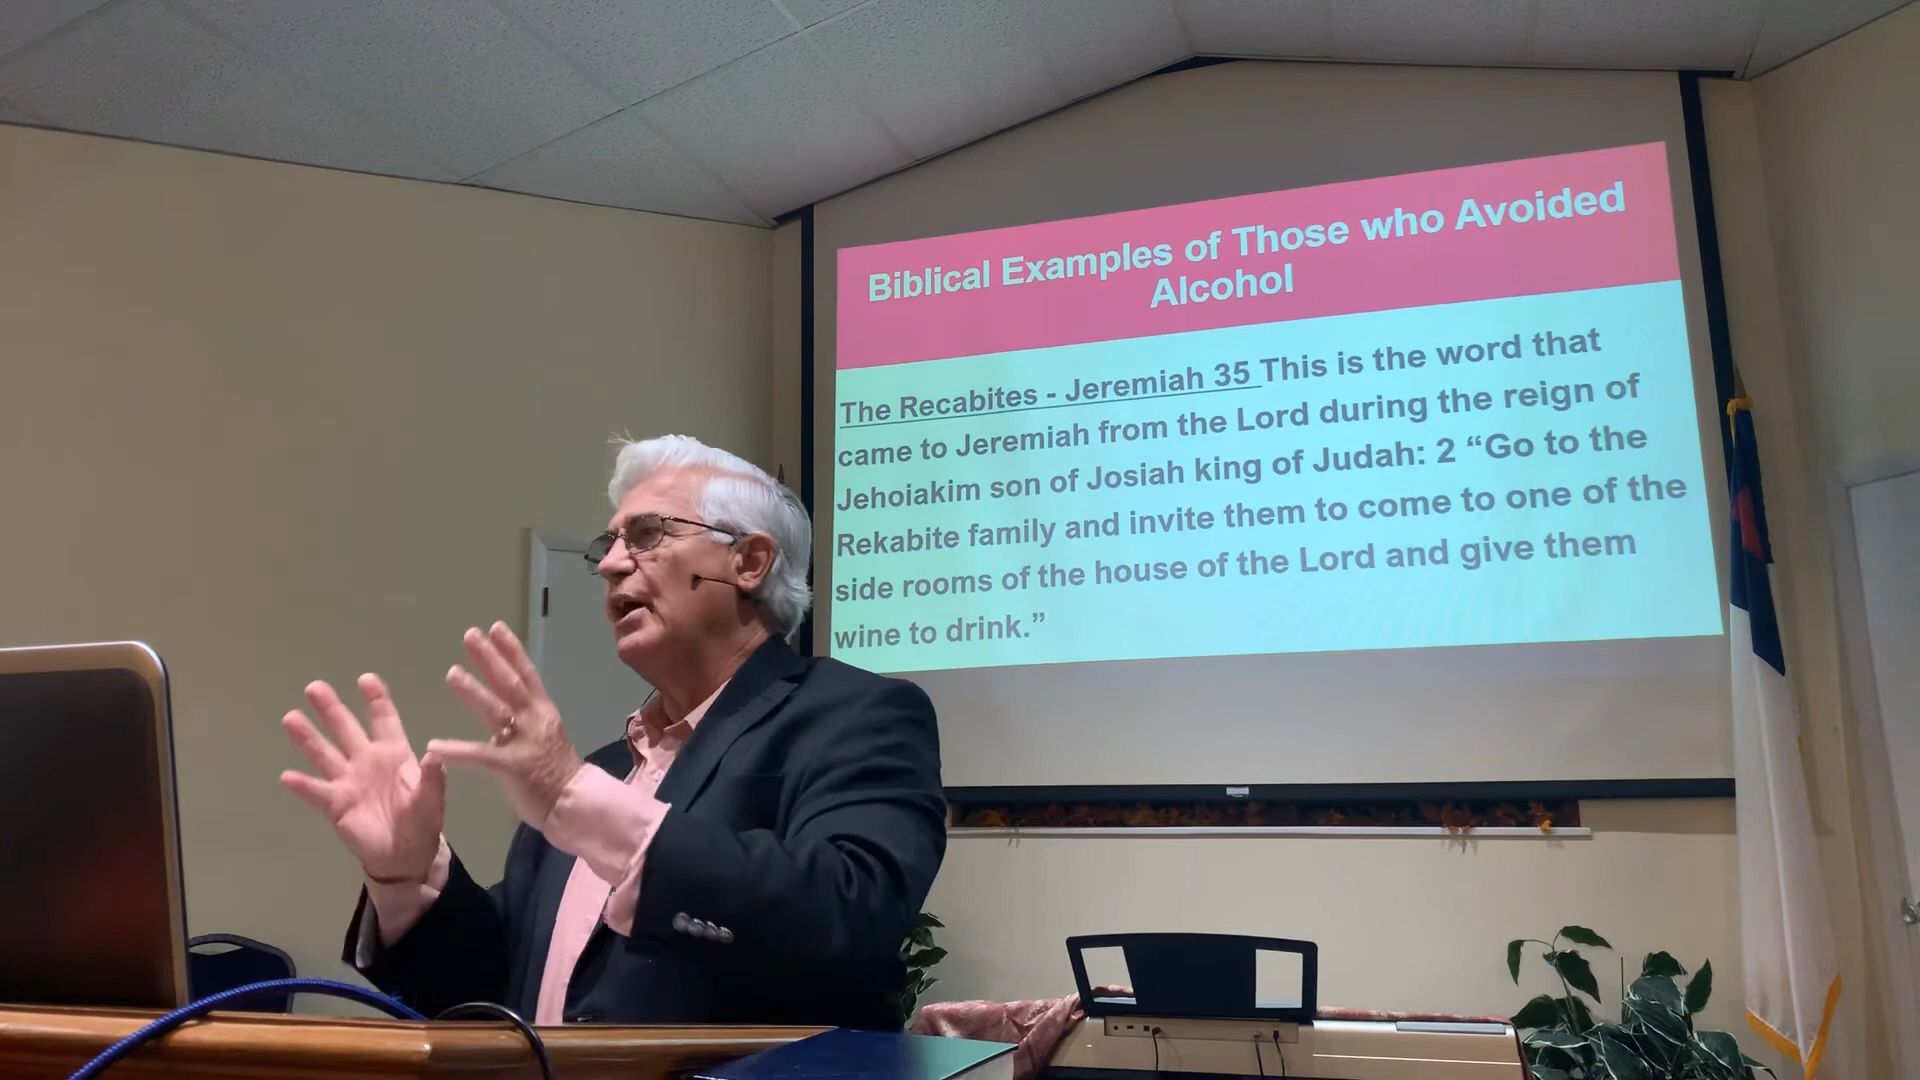 Biblical Examples of Those who Avoided
Alcohol
The Recabites - Jeremiah 35 This is the word that
came to Jeremiah from the Lord during the reign of
Jehoiakim son of Josiah king of Judah: 2 “Go to the
Rekabite family and invite them to come to one of the
side rooms of the house of the Lord and give them
wine to drink.”